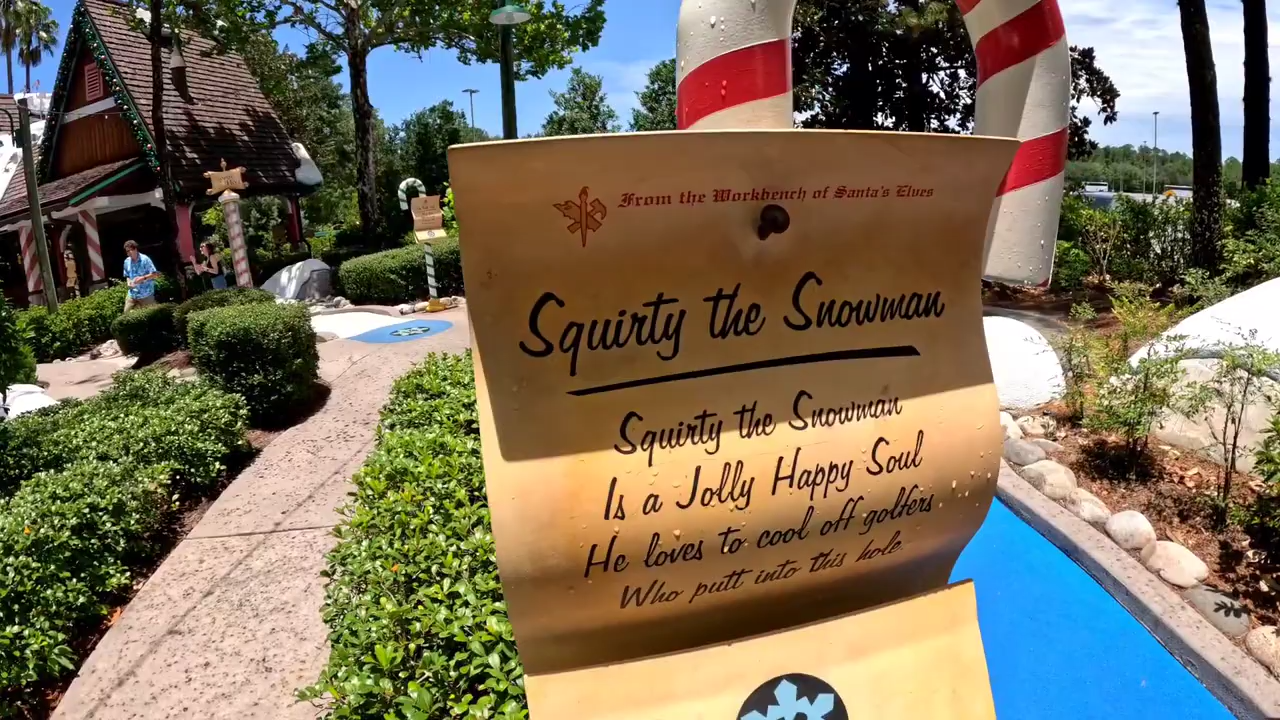 From the Workbench of Santa's Elves
Squirty the Snowman
Squirty the Snowman
Is a Jolly Happy Soul
He loves to cool off golfers
Who putt into this hole.